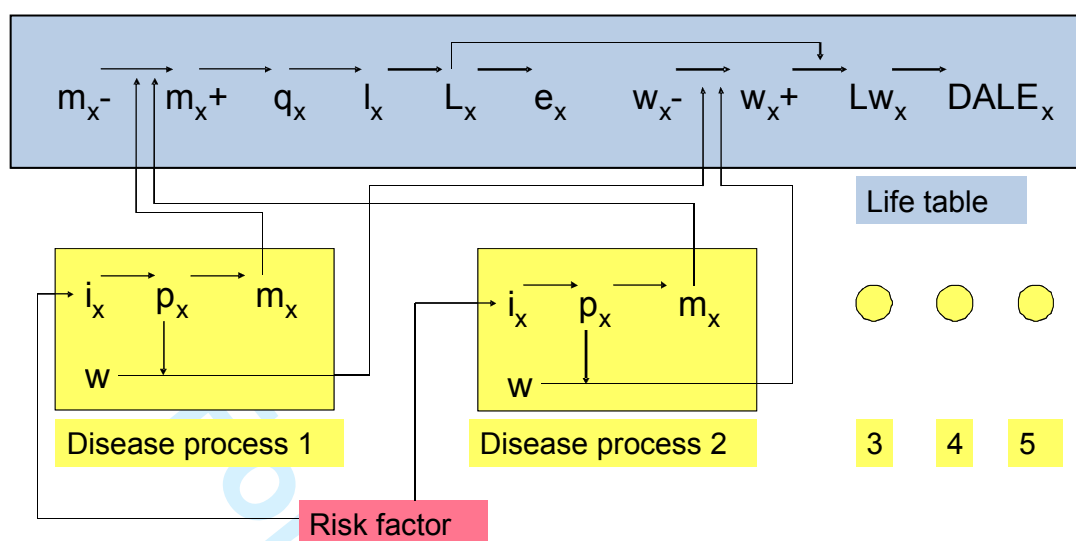 mₓ- mₓ+ qₓ lₓ Lₓ eₓ wₓ- wₓ+ Lwₓ DALEₓ
Life table
iₓ pₓ mₓ
w
Disease process 1
iₓ pₓ mₓ
w
Disease process 2
3 4 5
Risk factor